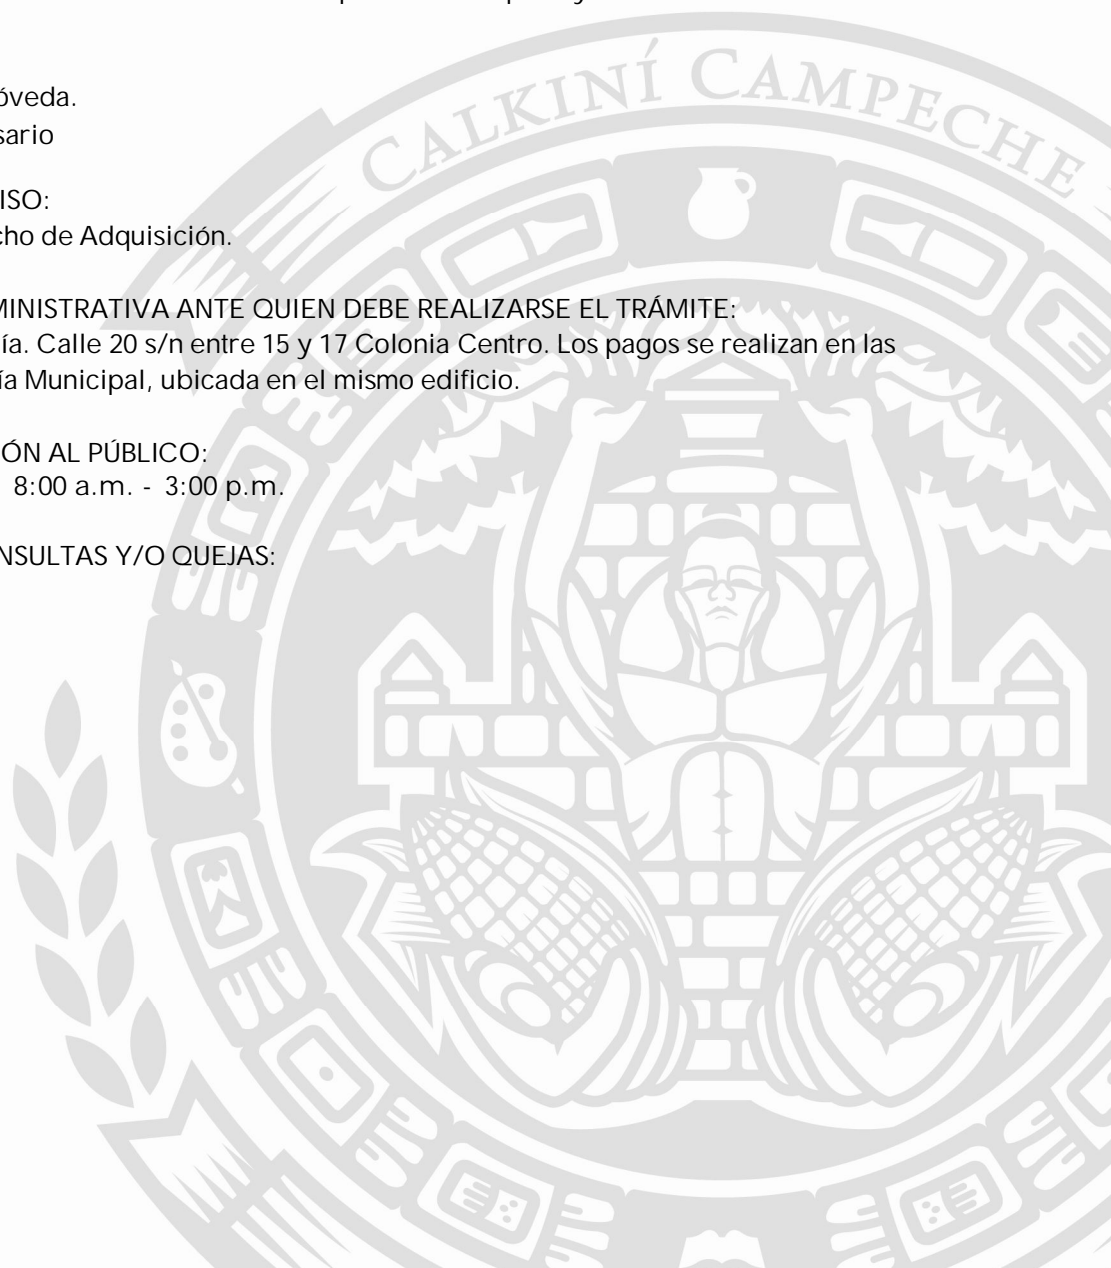 CALKINÍ CAMPECHE
óveda.
sario
ISO:
cho de Adquisición.
MINISTRATIVA ANTE QUIEN DEBE REALIZARSE EL TRÁMITE:
ía. Calle 20 s/n entre 15 y 17 Colonia Centro. Los pagos se realizan en las
ía Municipal, ubicada en el mismo edificio.
ÓN AL PÚBLICO:
8:00 a.m. - 3:00 p.m.
NSULTAS Y/O QUEJAS: